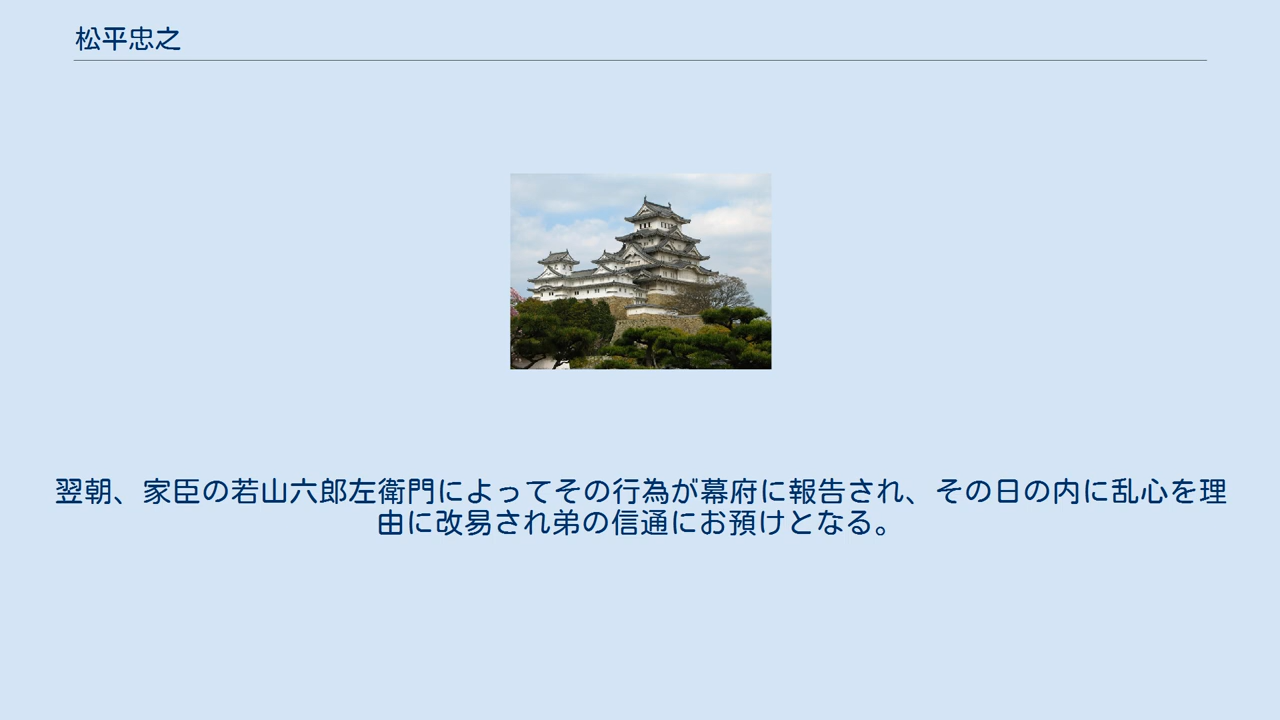 松平忠之
翌朝、家臣の若山六郎左衛門によってその行為が幕府に報告され、その日の内に乱心を理
由に改易され弟の信通にお預けとなる。